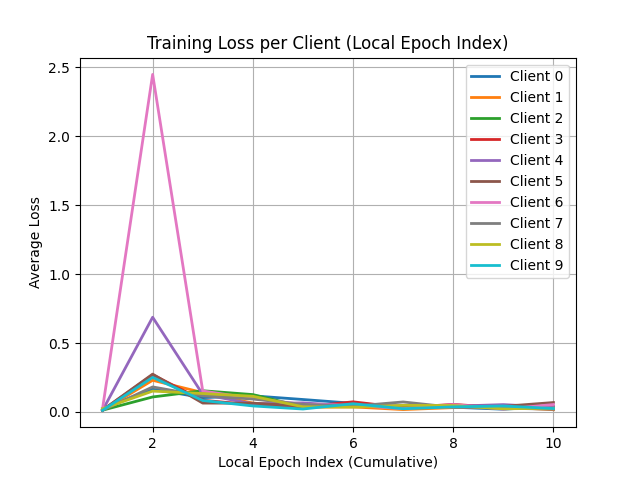 Training Loss per Client (Local Epoch Index)
2.5
2.0
1.5
1.0
0.5
0.0
Average Loss
Client 0
Client 1
Client 2
Client 3
Client 4
Client 5
Client 6
Client 7
Client 8
Client 9
2 4 6 8 10
Local Epoch Index (Cumulative)